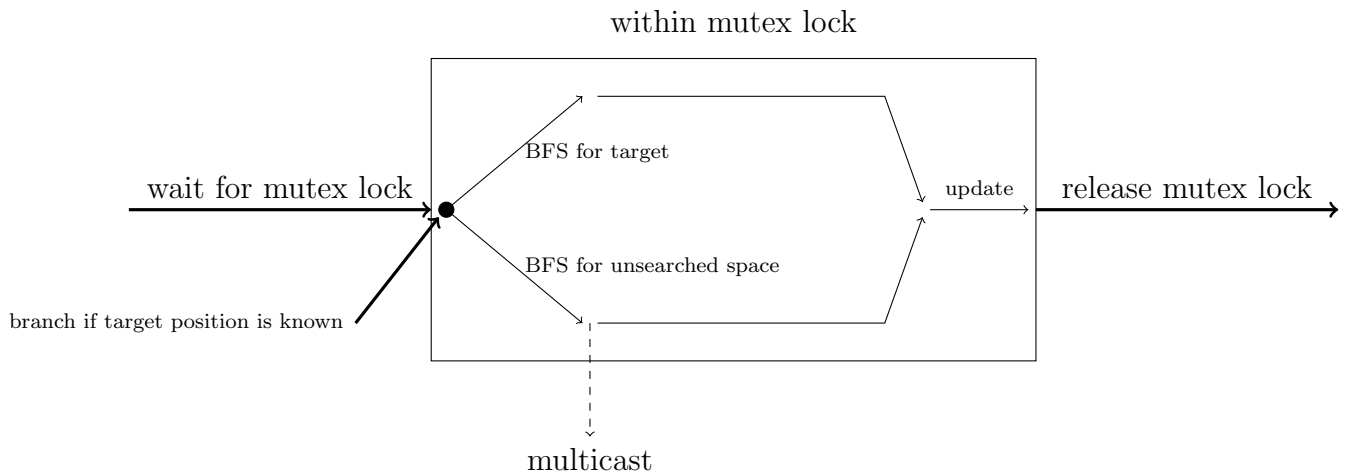 within mutex lock
BFS for target
wait for mutex lock
update
release mutex lock
BFS for unsearched space
branch if target position is known
multicast